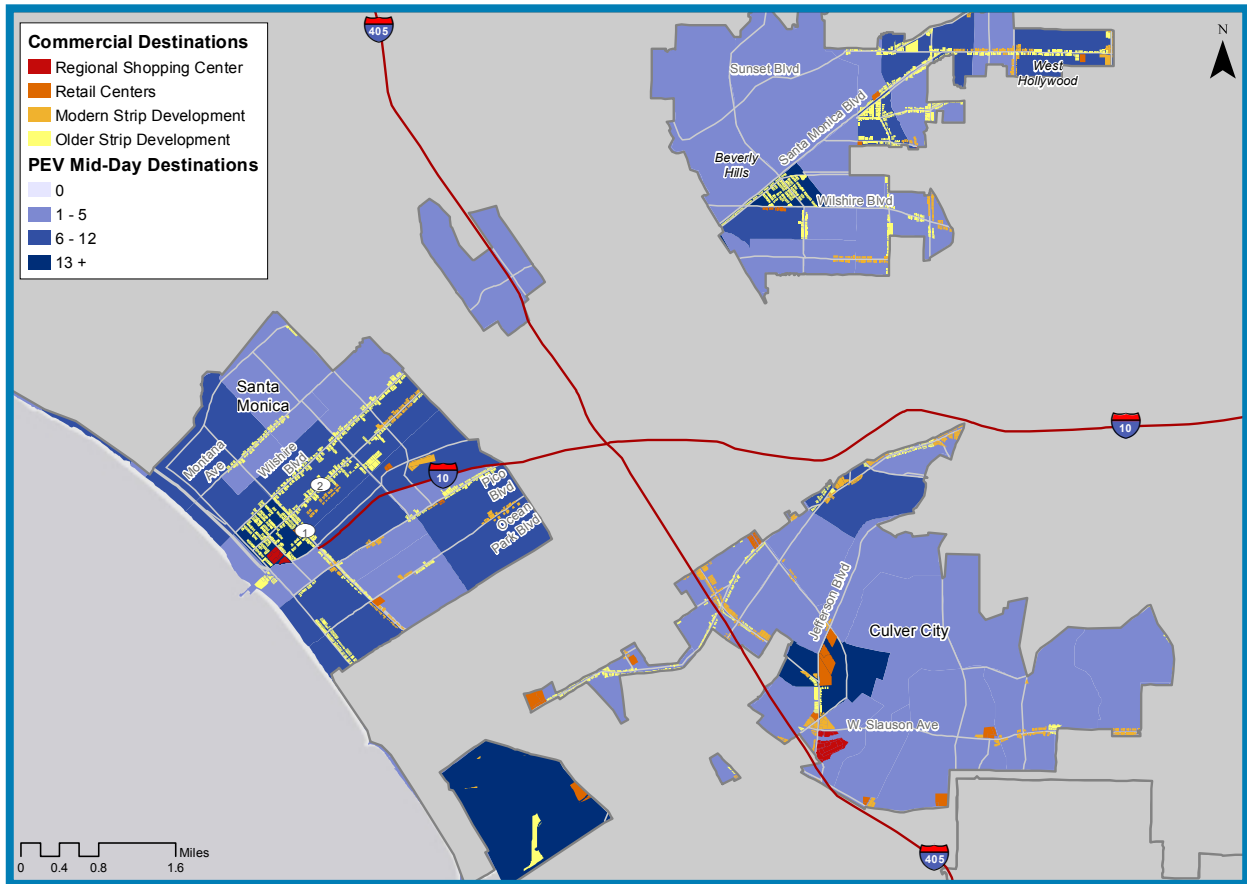 Commercial Destinations
Regional Shopping Center
Retail Centers
Modern Strip Development
Older Strip Development
PEV Mid-Day Destinations
0
1 - 5
6 - 12
13 +
405
N
Sunset Blvd
West
Hollywood
Santa Monica Blvd
Beverly
Hills
Wilshire Blvd
Santa
Monica
Montana
Ave
Wilshire
Blvd
2
1
10
Pico
Blvd
Ocean
Park Blvd
10
Jefferson Blvd
Culver City
W. Slauson Ave
405
Miles
0 0.4 0.8 1.6